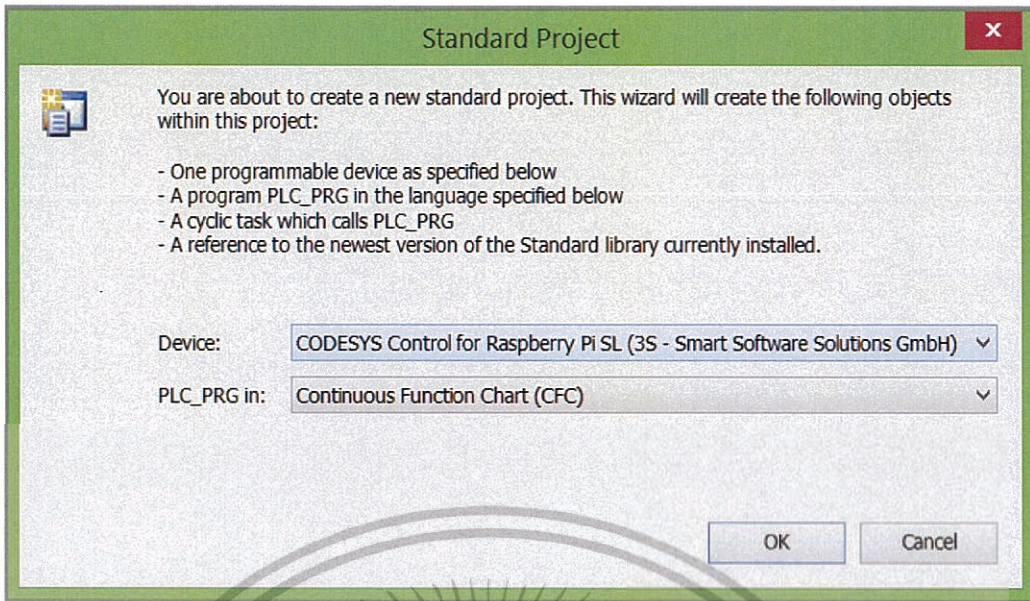 Standard Project
x
You are about to create a new standard project. This wizard will create the following objects
within this project:
- One programmable device as specified below
- A program PLC_PRG in the language specified below
- A cyclic task which calls PLC_PRG
- A reference to the newest version of the Standard library currently installed.
Device: CODESYS Control for Raspberry Pi SL (3S - Smart Software Solutions GmbH)
PLC_PRG in: Continuous Function Chart (CFC)
OK Cancel